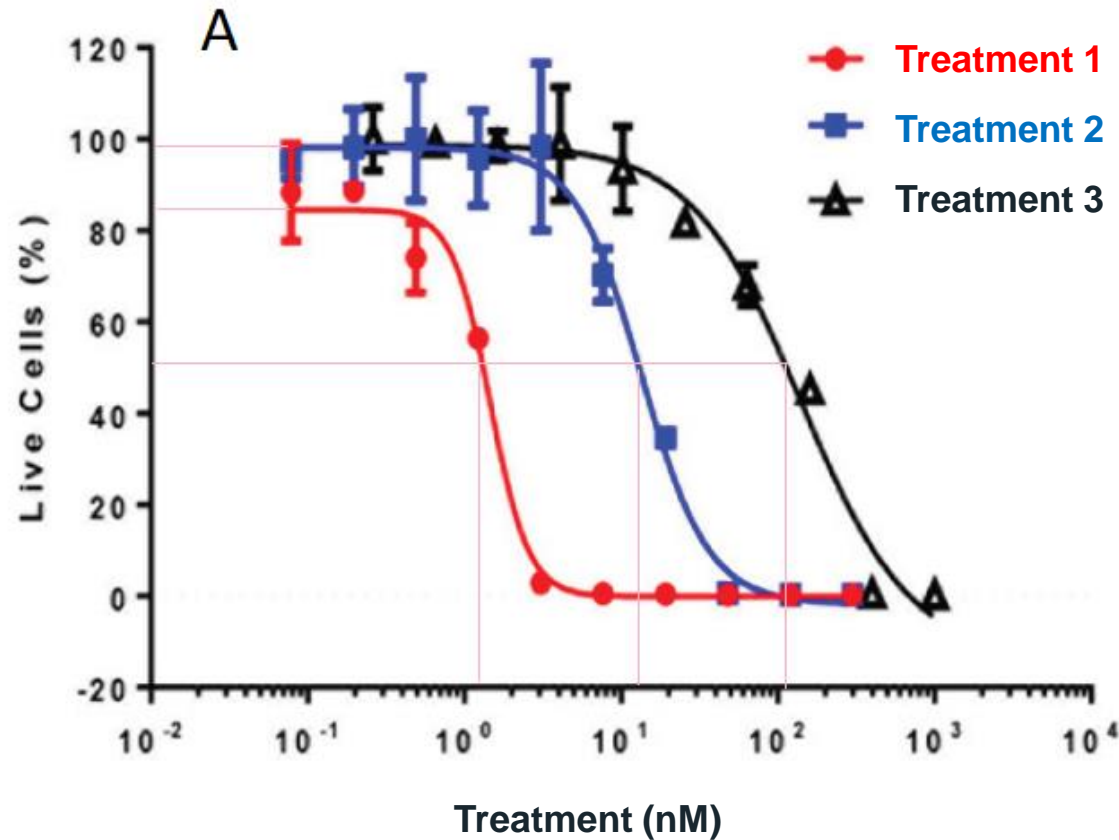 A
Treatment 1
Treatment 2
Treatment 3
Live Cells (%)
120
100
80
60
40
20
0
-20
10⁻² 10⁻¹ 10⁰ 10¹ 10² 10³ 10⁴
Treatment (nM)